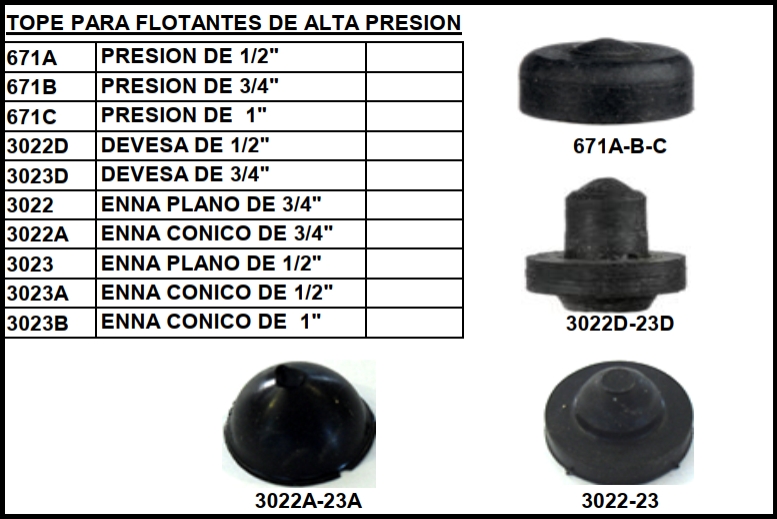 TOPE PARA FLOTANTES DE ALTA PRESION
671A PRESION DE 1/2"
671B PRESION DE 3/4"
671C PRESION DE 1"
3022D DEVESA DE 1/2"
3023D DEVESA DE 3/4"
3022 ENNA PLANO DE 3/4"
3022A ENNA CONICO DE 3/4"
3023 ENNA PLANO DE 1/2"
3023A ENNA CONICO DE 1/2"
3023B ENNA CONICO DE 1"
671A-B-C
3022D-23D
3022A-23A
3022-23